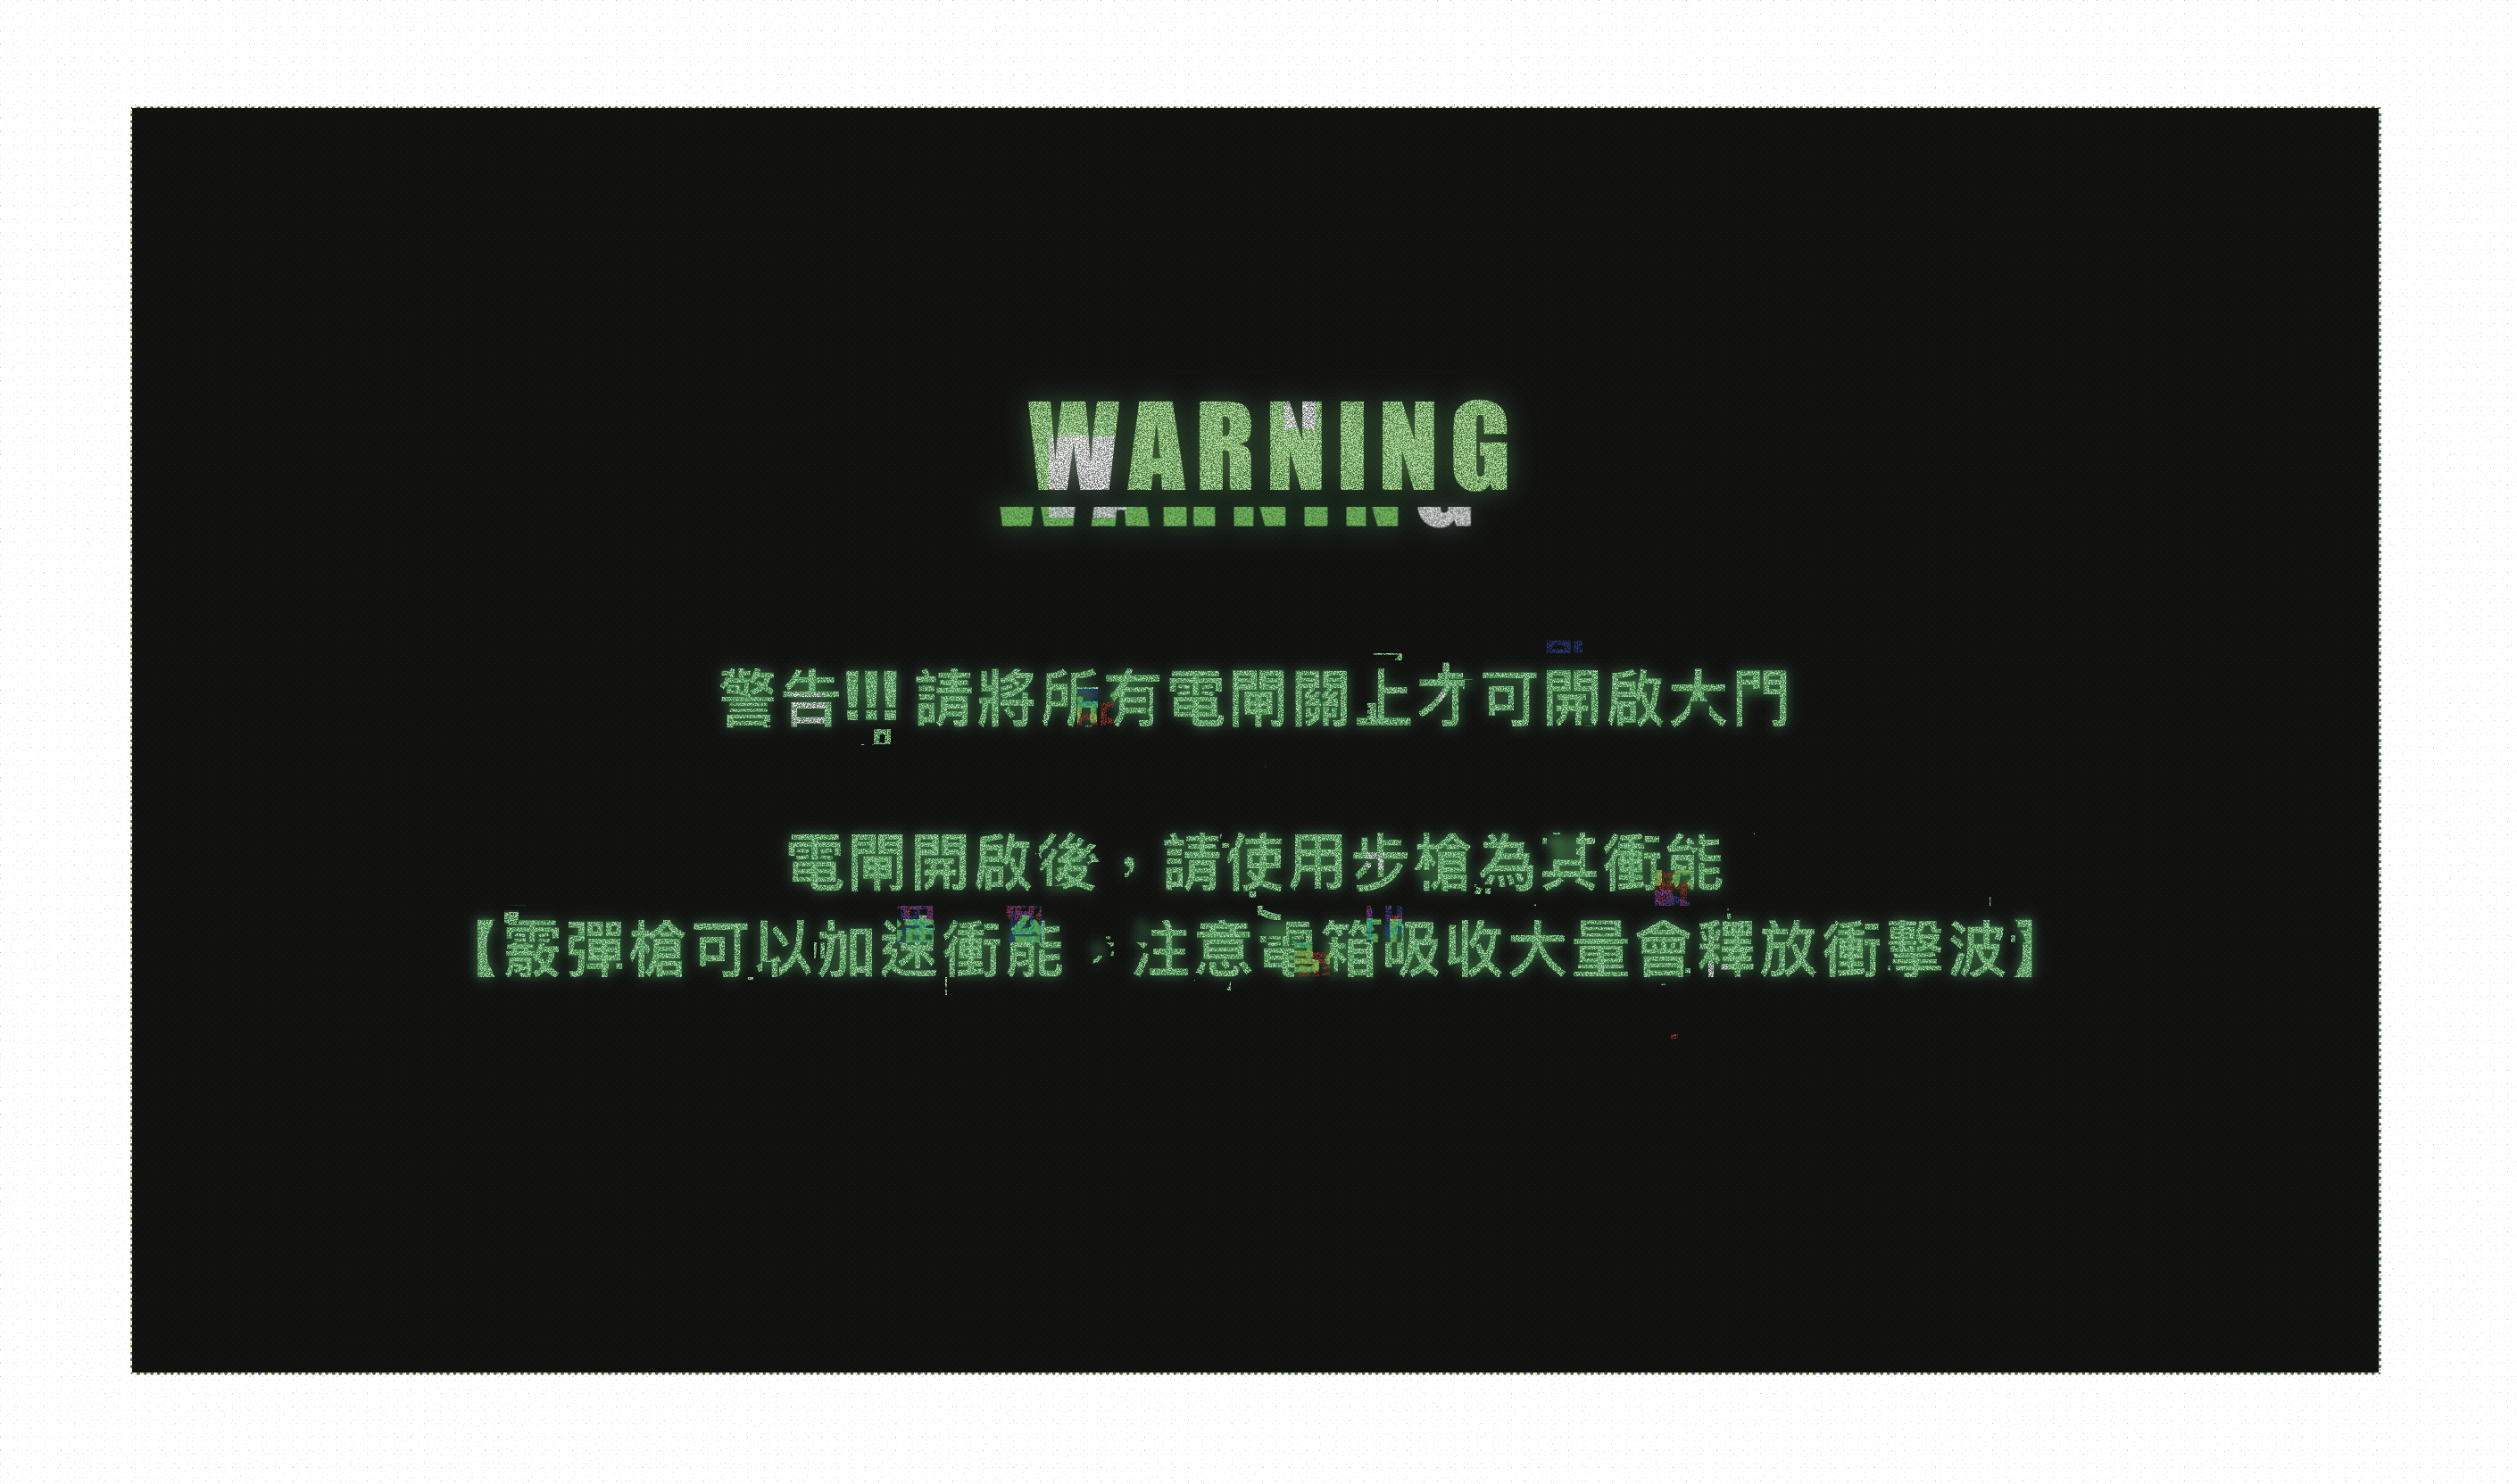 WARNING
警告!!! 請將所有電閘關上才可開啟大門
電閘開啟後，請使用步槍為其衝能
【霰彈槍可以加速衝能，注意電箱吸收大量會釋放衝擊波】